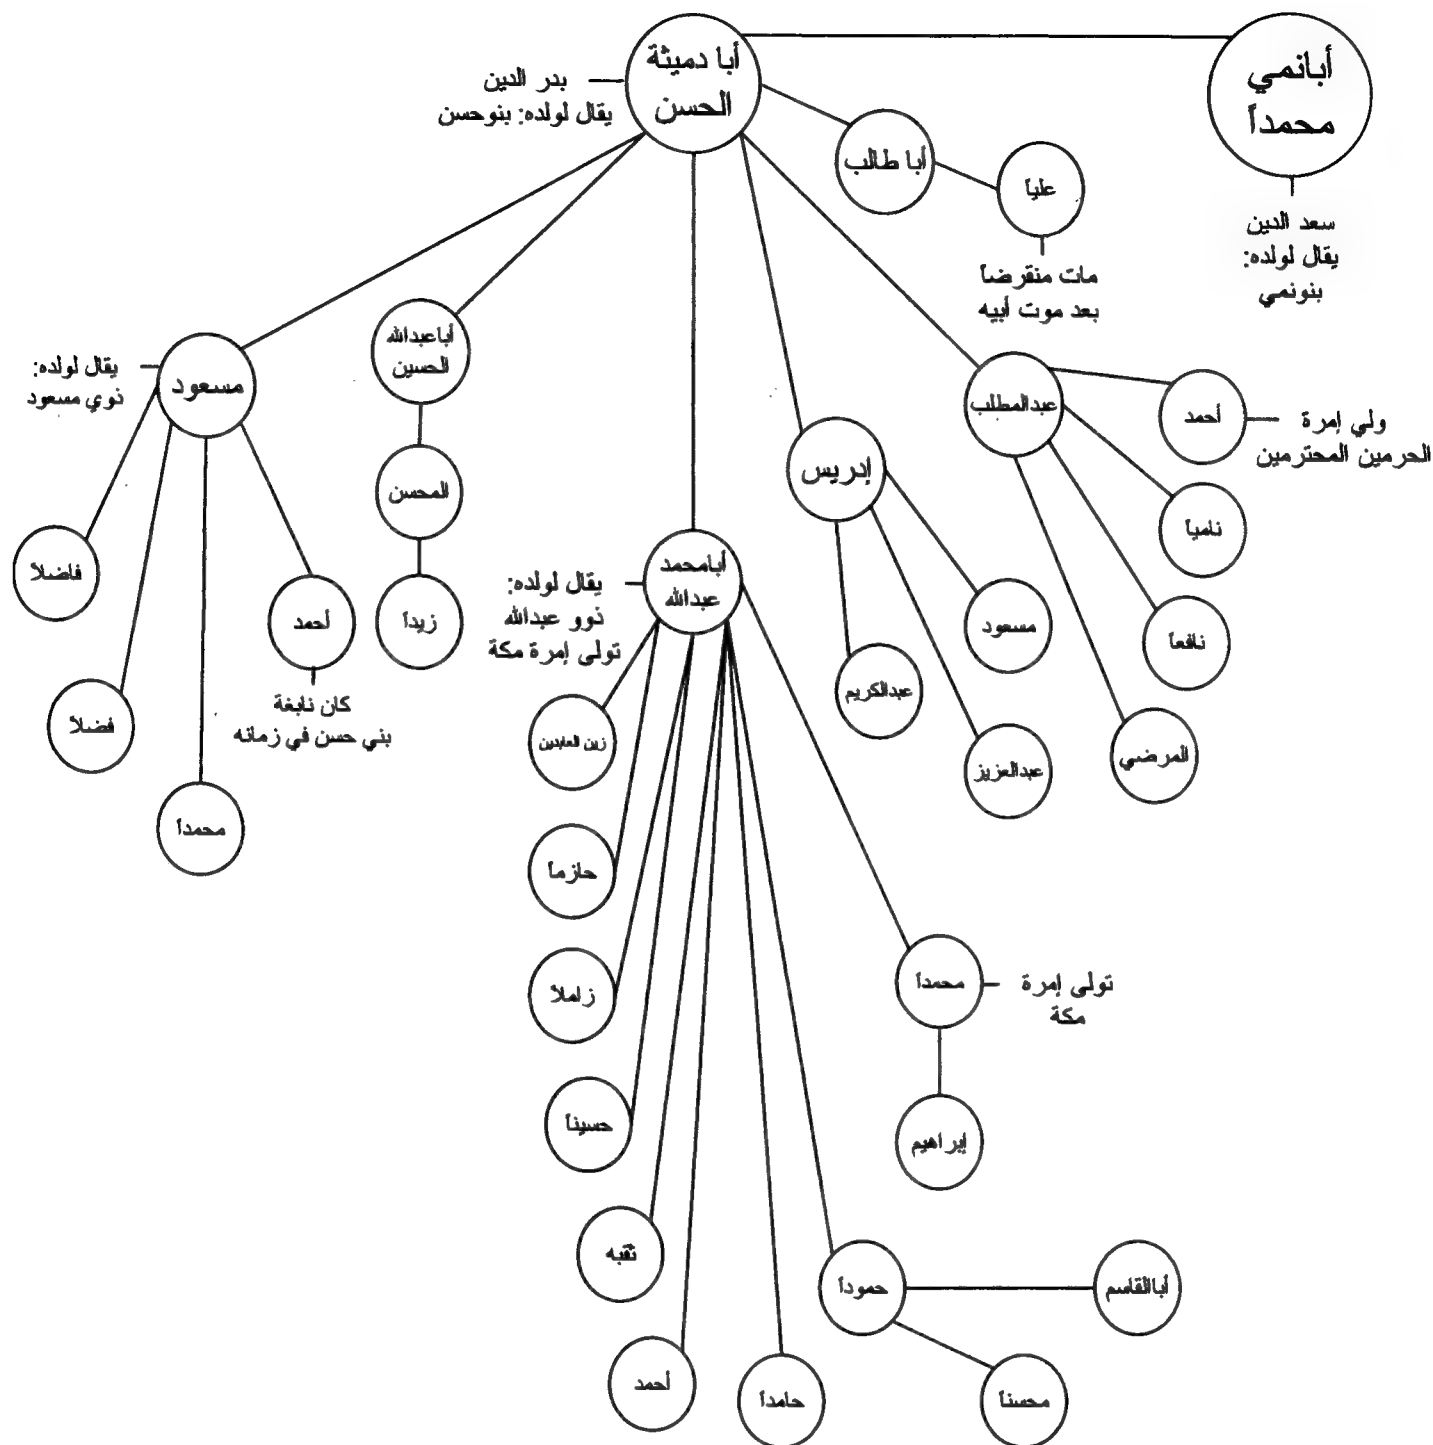 أبانمي
محمداً
سعد الدين
يقال لولده:
بنونمي
أبا دميثة
الحسن
بدر الدين
يقال لولده: بنوحسن
أبا طالب
علياً
مات منقرضاً
بعد موت أبيه
عبدالمطلب
أحمد
ولي إمرة
الحرمين المحترمين
نامياً
نافعاً
المرضي
إدريس
مسعود
عبدالعزيز
عبدالكريم
أبامحمد
عبدالله
يقال لولده:
ذوو عبدالله
تولى إمرة مكة
محمداً
تولى إمرة
مكة
إبراهيم
حموداً
أباالقاسم
محسناً
حامداً
أحمد
ثقبه
حسيناً
زاملاً
حازماً
زين العابدين
أباعبدالله
الحسين
المحسن
زيداً
مسعود
يقال لولده:
ذوي مسعود
أحمد
كان نابغة
بني حسن في زمانه
محمداً
فضلاً
فاضلاً